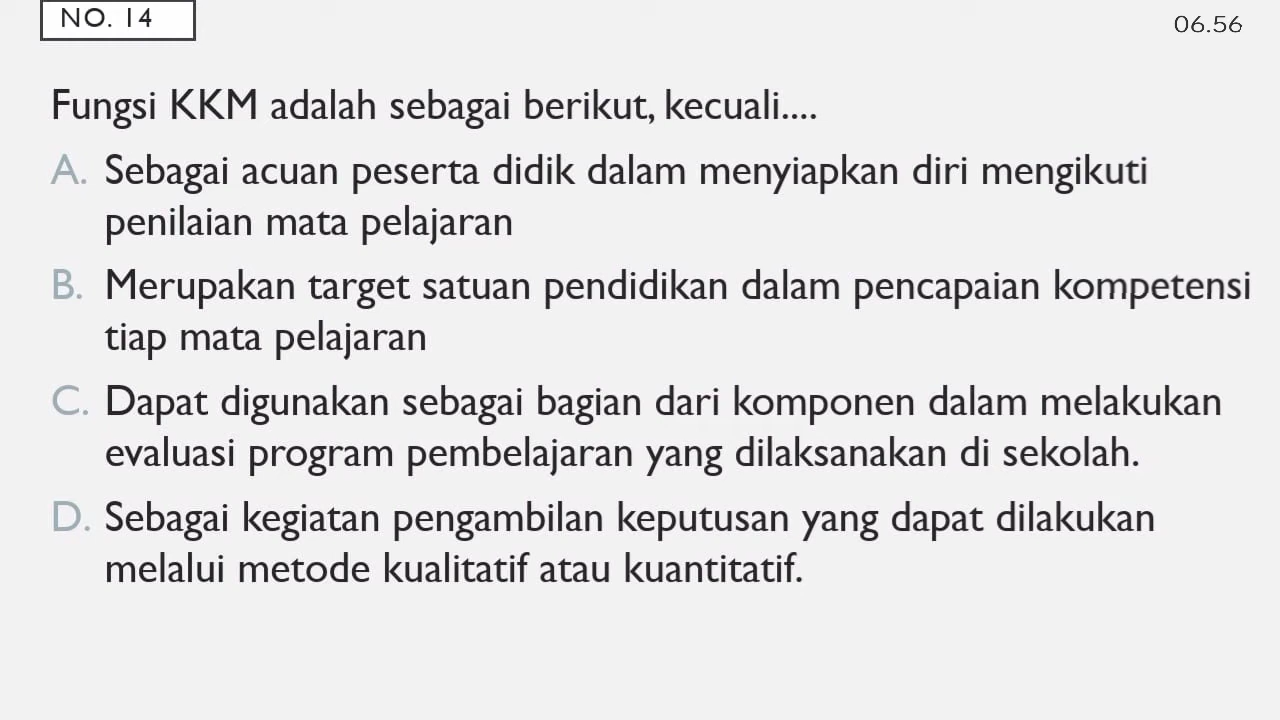 NO. 14
06.56
Fungsi KKM adalah sebagai berikut, kecuali....
A. Sebagai acuan peserta didik dalam menyiapkan diri mengikuti
penilaian mata pelajaran
B. Merupakan target satuan pendidikan dalam pencapaian kompetensi
tiap mata pelajaran
C. Dapat digunakan sebagai bagian dari komponen dalam melakukan
evaluasi program pembelajaran yang dilaksanakan di sekolah.
D. Sebagai kegiatan pengambilan keputusan yang dapat dilakukan
melalui metode kualitatif atau kuantitatif.